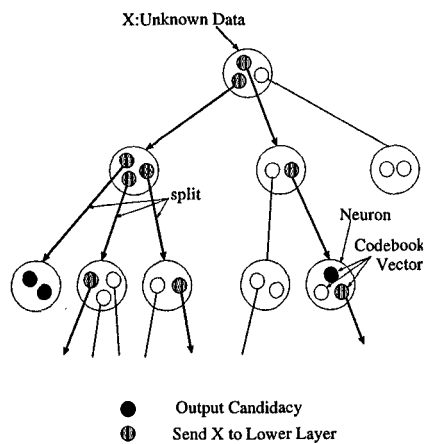 X:Unknown Data
split
Neuron
Codebook
Vector
Output Candidacy
Send X to Lower Layer